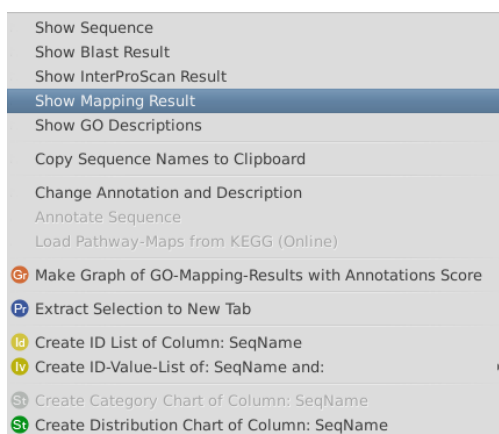 Show Sequence
Show Blast Result
Show InterProScan Result
Show Mapping Result
Show GO Descriptions
Copy Sequence Names to Clipboard
Change Annotation and Description
Annotate Sequence
Load Pathway-Maps from KEGG (Online)
Gr Make Graph of GO-Mapping-Results with Annotations Score
Pr Extract Selection to New Tab
Id Create ID List of Column: SeqName
Iv Create ID-Value-List of: SeqName and:
St Create Category Chart of Column: SeqName
St Create Distribution Chart of Column: SeqName